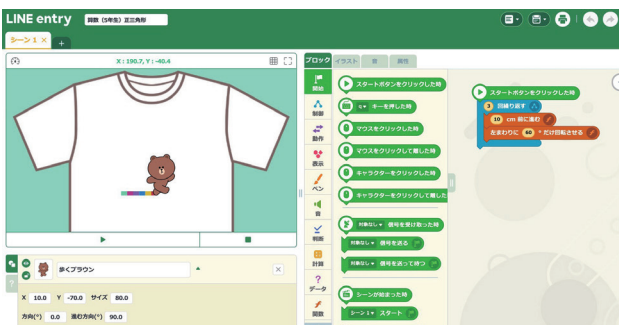 LINE entry
算数（5年生）正三角形
シーン1 ×
+
X : 190.7, Y : -40.4
ブロック
イラスト
音
属性
開始
制御
動作
表示
ペン
音
判断
計算
データ
関数
スタートボタンをクリックした時
q ▾ キーを押した時
マウスをクリックした時
マウスをクリックして離した時
キャラクターをクリックした時
キャラクターをクリックして離した
対象なし ▾ 信号を受け取った時
対象なし ▾ 信号を送る
対象なし ▾ 信号を送って待つ
シーンが始まった時
シーン1 ▾ スタート
スタートボタンをクリックした時
3 回繰り返す
10 cm 前に進む
左まわりに 60 ° だけ回転させる
歩くブラウン
X 10.0 Y -70.0 サイズ 80.0
方向(°) 0.0 進む方向(°) 90.0